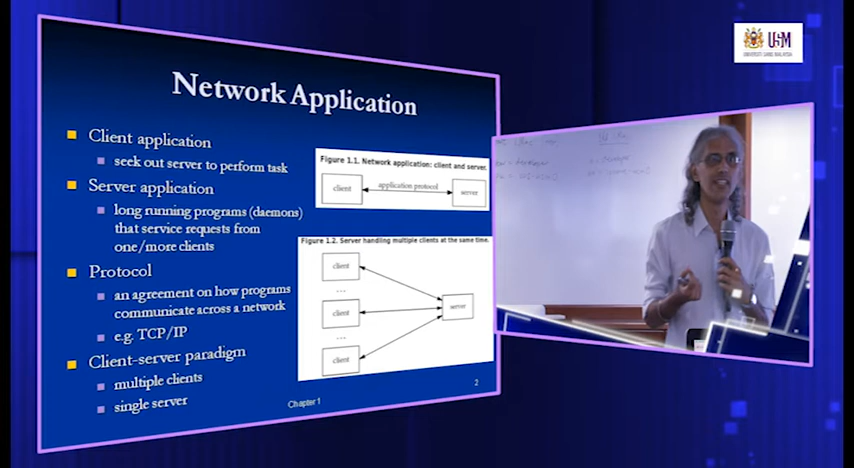 Network Application
Client application
seek out server to perform task
Server application
long running programs (daemons)
that service requests from
one/more clients
Protocol
an agreement on how programs
communicate across a network
e.g. TCP/IP
Client-server paradigm
multiple clients
single server
Figure 1.1. Network application: client and server.
client
application protocol
server
Figure 1.2. Server handling multiple clients at the same time.
client
...
client
server
...
client
Chapter 1
2
USM
UNIVERSITI SAINS MALAYSIA